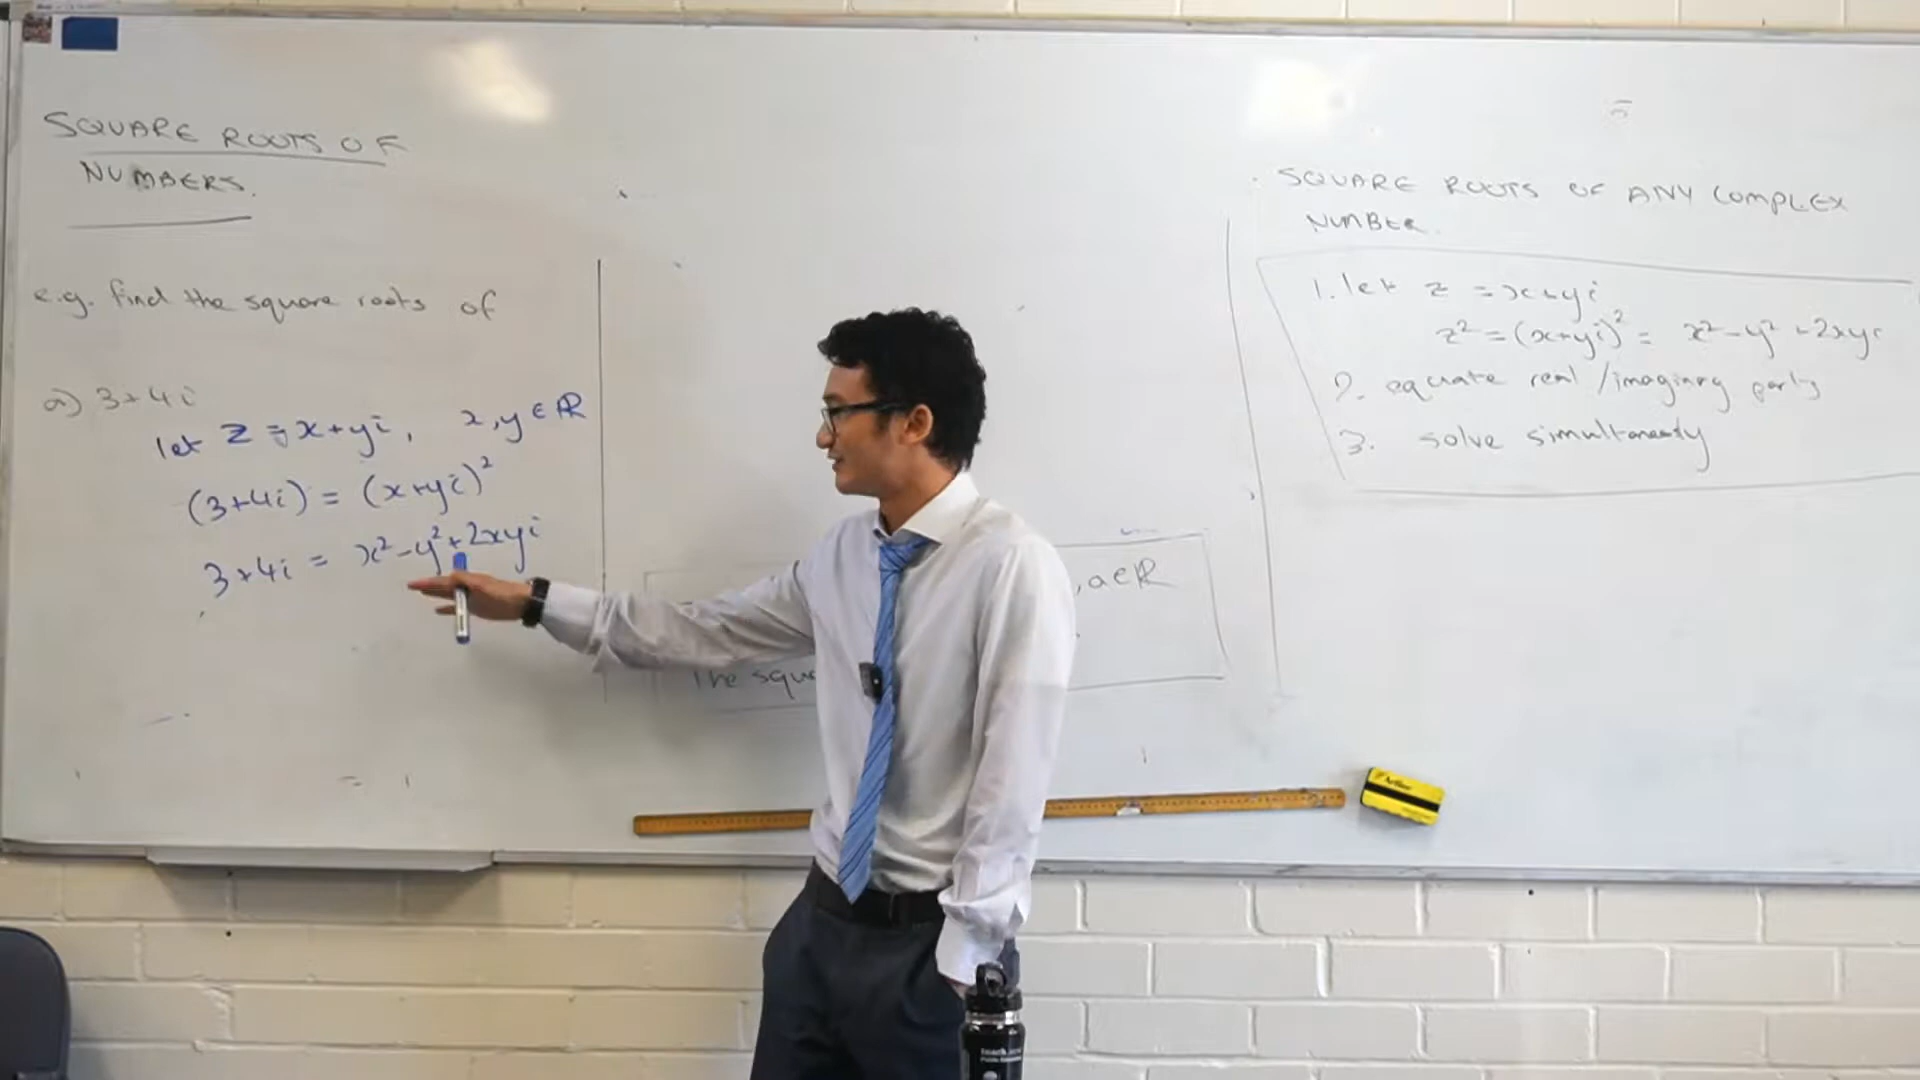 SQUARE ROOTS OF
NUMBERS.
e.g. find the square roots of
a) 3+4i
let z = x+yi, x,y ∈ ℝ
(3+4i) = (x+yi)²
3+4i = x²-y²+2xyi
, a∈ℝ
The squa
SQUARE ROOTS OF ANY COMPLEX
NUMBER.
1. let z = x+yi
z² = (x+yi)² = x²-y²+2xyi
2. equate real/imaginary parts
3. solve simultaneously